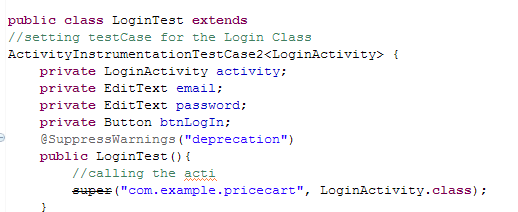 public class LoginTest extends
//setting testCase for the Login Class
ActivityInstrumentationTestCase2<LoginActivity> {
    private LoginActivity activity;
    private EditText email;
    private EditText password;
    private Button btnLogIn;
    @SuppressWarnings("deprecation")
    public LoginTest(){
        //calling the acti
        super("com.example.pricecart", LoginActivity.class);
    }